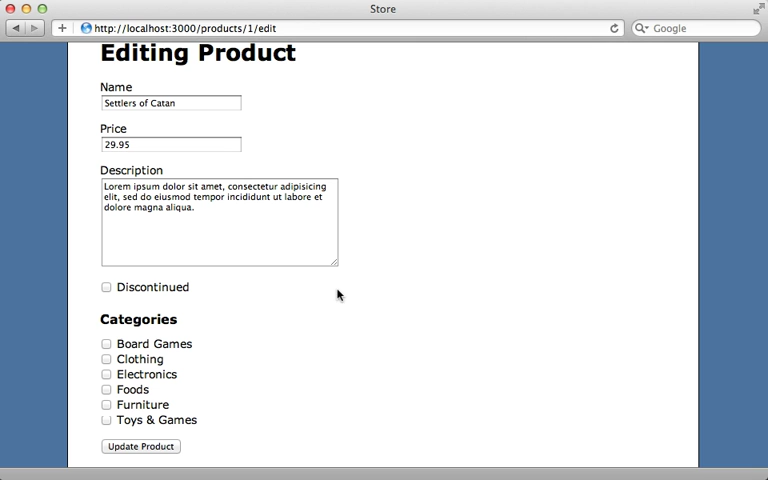 Store
http://localhost:3000/products/1/edit
Google
Editing Product
Name
Settlers of Catan
Price
29.95
Description
Lorem ipsum dolor sit amet, consectetur adipisicing
elit, sed do eiusmod tempor incididunt ut labore et
dolore magna aliqua.
Discontinued
Categories
Board Games
Clothing
Electronics
Foods
Furniture
Toys & Games
Update Product